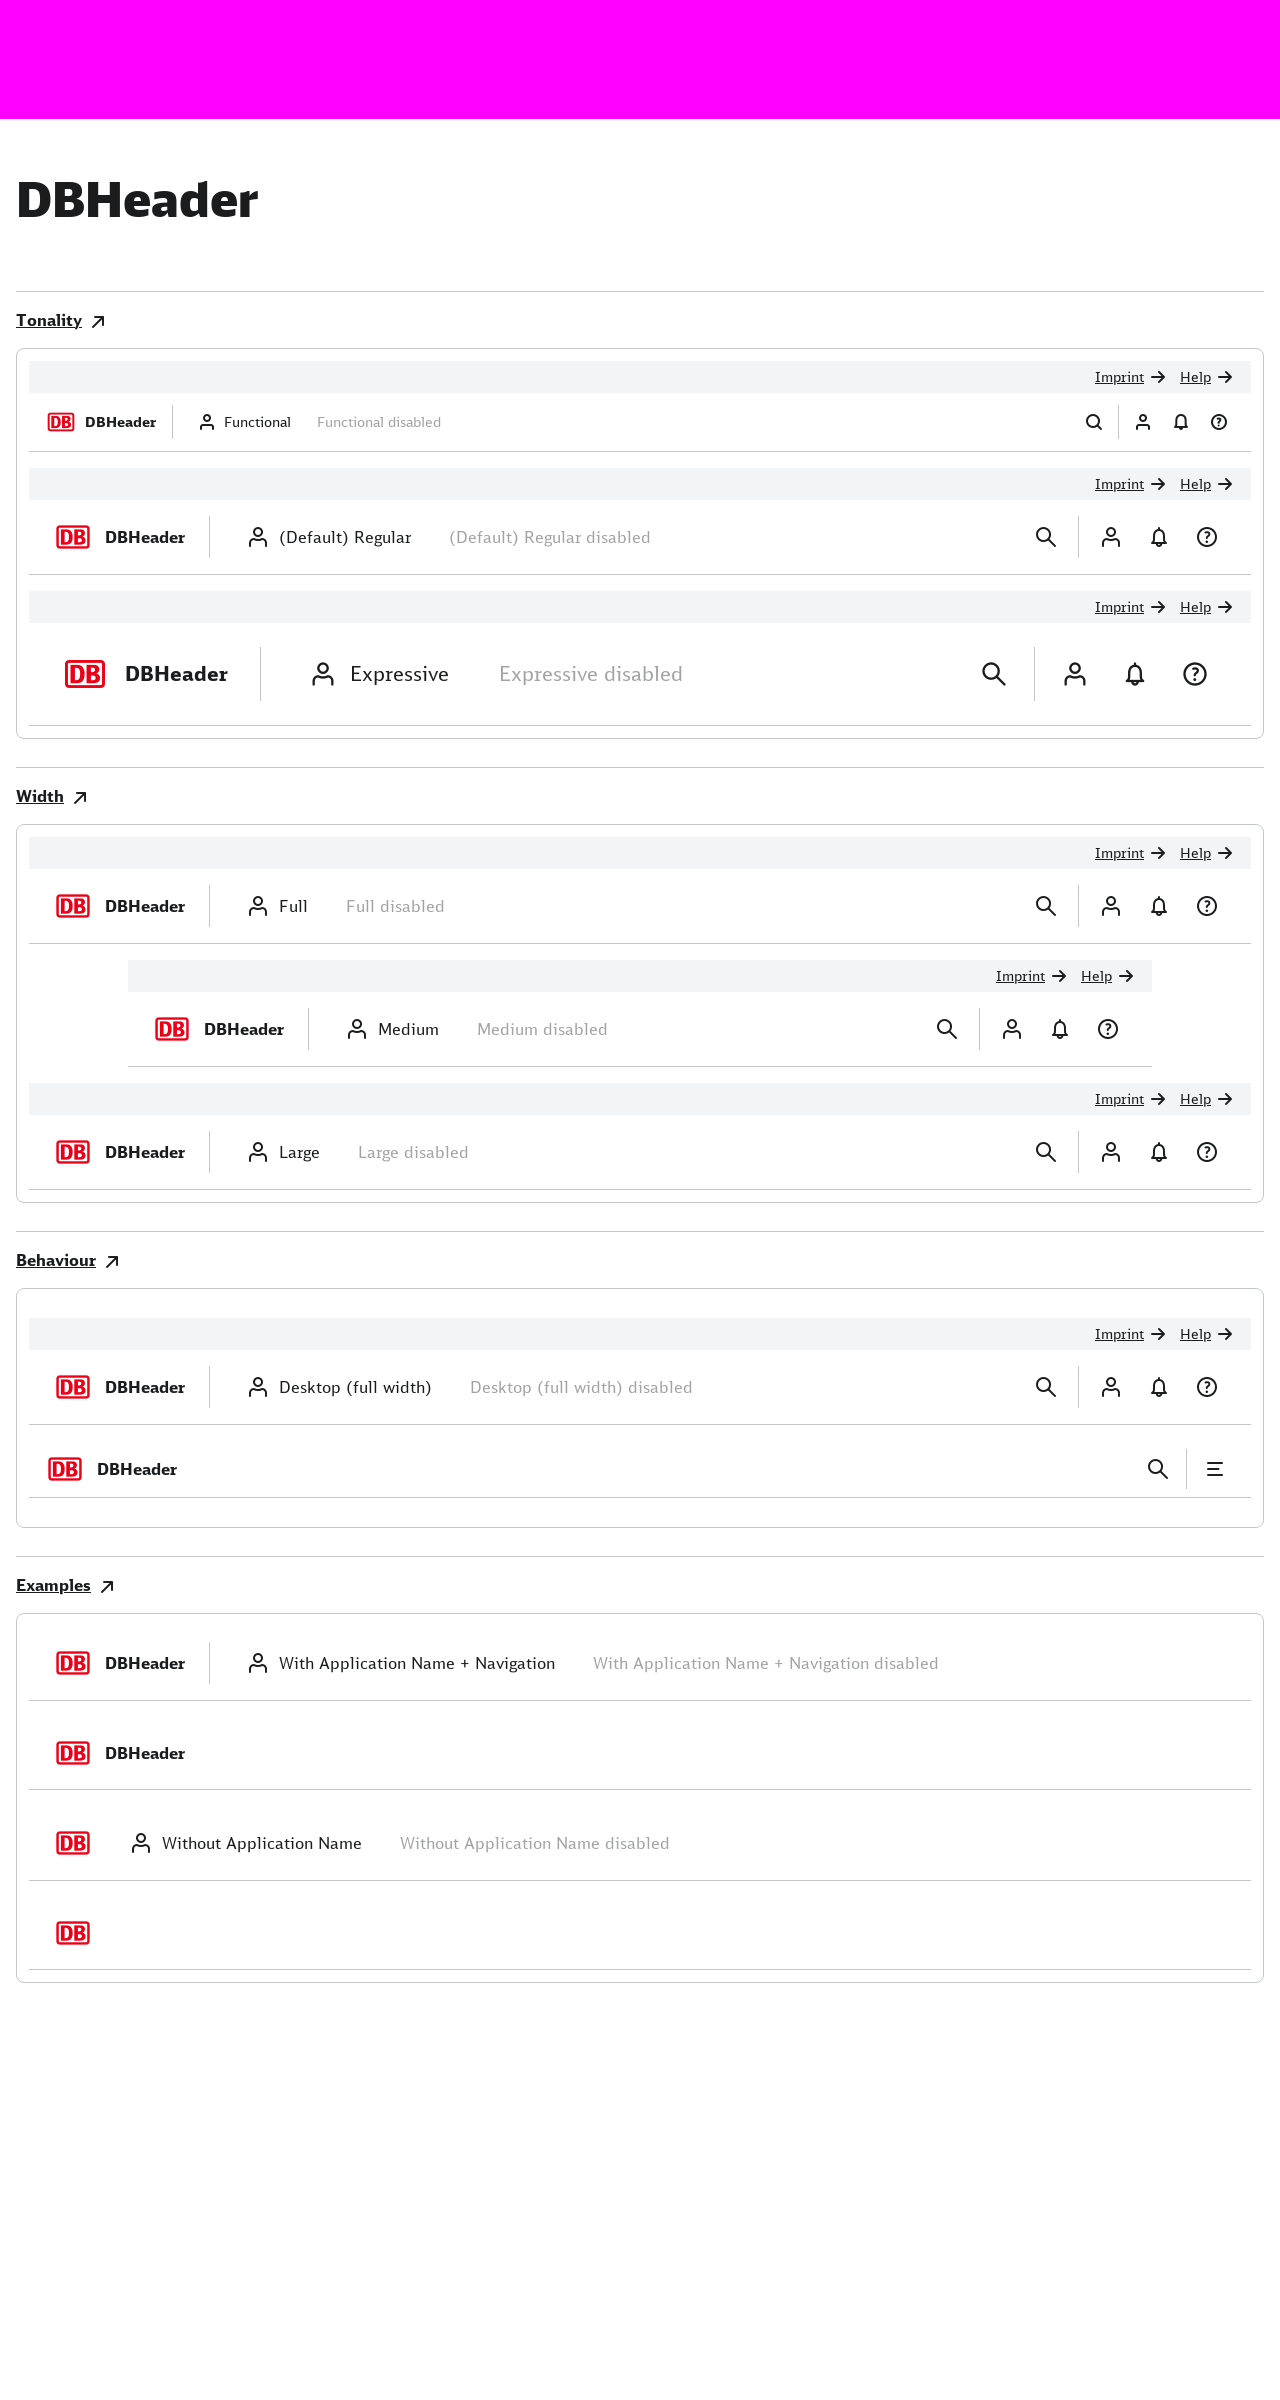 DBHeader
Tonality
Imprint Help
DB DBHeader Functional Functional disabled
Imprint Help
DB DBHeader (Default) Regular (Default) Regular disabled
Imprint Help
DB DBHeader Expressive Expressive disabled
Width
Imprint Help
DB DBHeader Full Full disabled
Imprint Help
DB DBHeader Medium Medium disabled
Imprint Help
DB DBHeader Large Large disabled
Behaviour
Imprint Help
DB DBHeader Desktop (full width) Desktop (full width) disabled
DB DBHeader
Examples
DB DBHeader With Application Name + Navigation With Application Name + Navigation disabled
DB DBHeader
DB Without Application Name Without Application Name disabled
DB